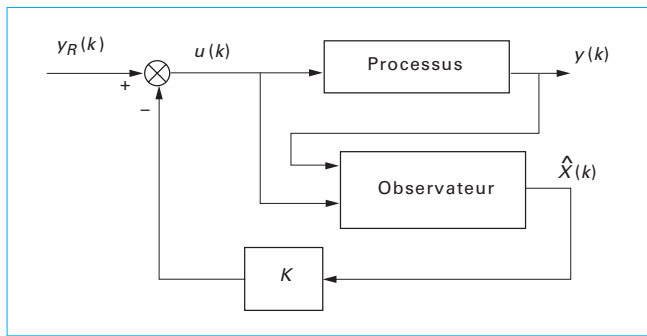 y_R(k)
u(k)
Processus
y(k)
+
−
Observateur
X̂(k)
K